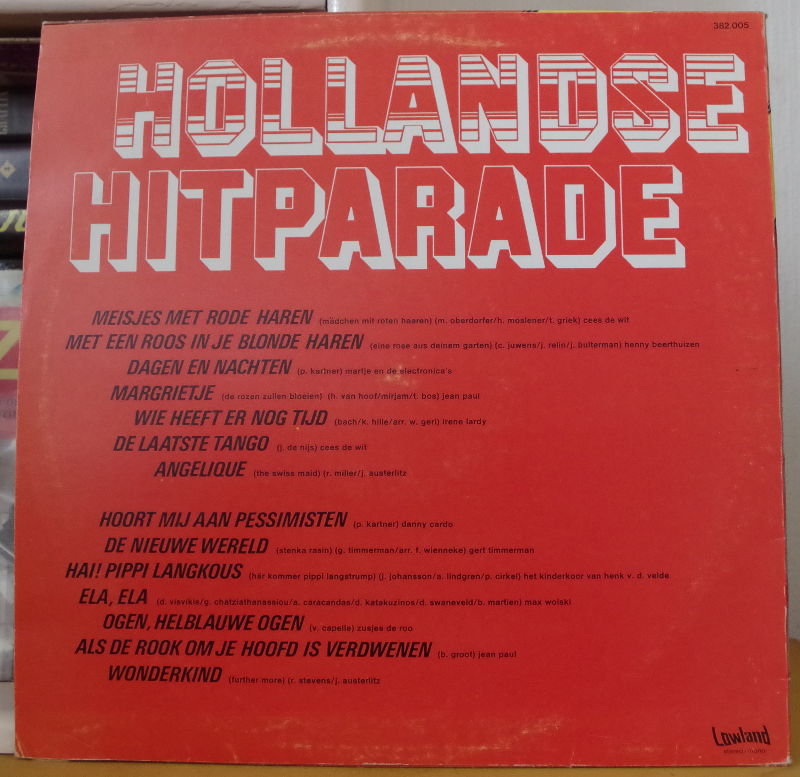 382.005
HOLLANDSE
HITPARADE
MEISJES MET RODE HAREN (mädchen mit roten haaren) (m. oberdorfer/h. moslener/t. griek) cees de wit
MET EEN ROOS IN JE BLONDE HAREN (eine rose aus deinem garten) (c. juwens/j. relin/j. bulterman) henny beerthuizen
DAGEN EN NACHTEN (p. kartner) martje en de electronica's
MARGRIETJE (de rozen zullen bloeien) (h. van hoof/mirjam/t. bos) jean paul
WIE HEEFT ER NOG TIJD (bach/k. hille/arr. w. gerl) irene lardy
DE LAATSTE TANGO (j. de nijs) cees de wit
ANGELIQUE (the swiss maid) (r. miller/j. austerlitz
HOORT MIJ AAN PESSIMISTEN (p. kartner) danny cardo
DE NIEUWE WERELD (stenka rasin) (g. timmerman/arr. f. wienneke) gert timmerman
HAI! PIPPI LANGKOUS (här kommer pippi langstrump) (j. johansson/a. lindgren/p. cirkel) het kinderkoor van henk v. d. velde
ELA, ELA (d. visvikis/g. chatziathanassiou/a. caracandas/d. katakuzinos/d. swaneveld/b. martien) max wolski
OGEN, HELBLAUWE OGEN (v. capelle) zusjes de roo
ALS DE ROOK OM JE HOOFD IS VERDWENEN (b. groot) jean paul
WONDERKIND (further more) (r. stevens/j. austerlitz
Lowland
stereo/mono